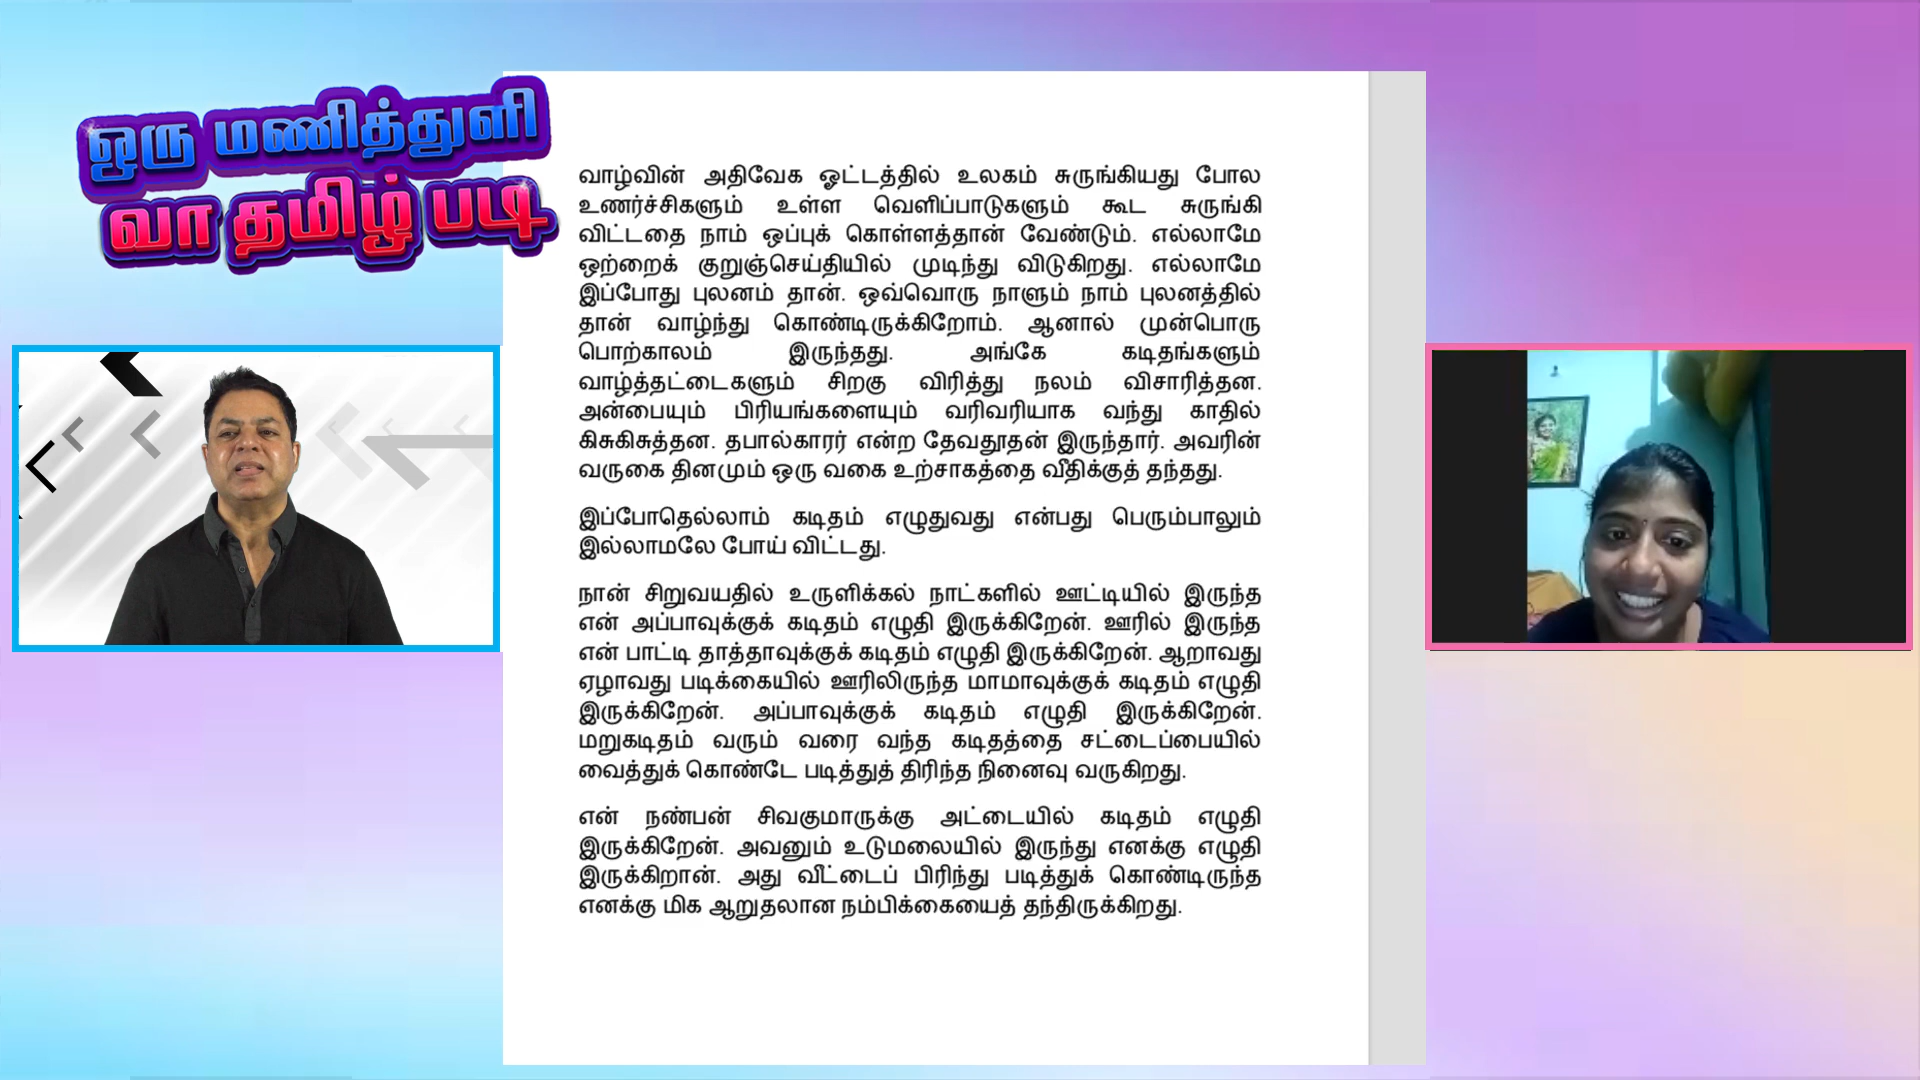 ஒரு மணித்துளி
வா தமிழ் படி
வாழ்வின் அதிவேக ஓட்டத்தில் உலகம் சுருங்கியது போல
உணர்ச்சிகளும் உள்ள வெளிப்பாடுகளும் கூட சுருங்கி
விட்டதை நாம் ஒப்புக் கொள்ளத்தான் வேண்டும். எல்லாமே
ஒற்றைக் குறுஞ்செய்தியில் முடிந்து விடுகிறது. எல்லாமே
இப்போது புலனம் தான். ஒவ்வொரு நாளும் நாம் புலனத்தில்
தான் வாழ்ந்து கொண்டிருக்கிறோம். ஆனால் முன்பொரு
பொற்காலம் இருந்தது. அங்கே கடிதங்களும்
வாழ்த்தட்டைகளும் சிறகு விரித்து நலம் விசாரித்தன.
அன்பையும் பிரியங்களையும் வரிவரியாக வந்து காதில்
கிசுகிசுத்தன. தபால்காரர் என்ற தேவதூதன் இருந்தார். அவரின்
வருகை தினமும் ஒரு வகை உற்சாகத்தை வீதிக்குத் தந்தது.
இப்போதெல்லாம் கடிதம் எழுதுவது என்பது பெரும்பாலும்
இல்லாமலே போய் விட்டது.
நான் சிறுவயதில் உருளிக்கல் நாட்களில் ஊட்டியில் இருந்த
என் அப்பாவுக்குக் கடிதம் எழுதி இருக்கிறேன். ஊரில் இருந்த
என் பாட்டி தாத்தாவுக்குக் கடிதம் எழுதி இருக்கிறேன். ஆறாவது
ஏழாவது படிக்கையில் ஊரிலிருந்த மாமாவுக்குக் கடிதம் எழுதி
இருக்கிறேன். அப்பாவுக்குக் கடிதம் எழுதி இருக்கிறேன்.
மறுகடிதம் வரும் வரை வந்த கடிதத்தை சட்டைப்பையில்
வைத்துக் கொண்டே படித்துத் திரிந்த நினைவு வருகிறது.
என் நண்பன் சிவகுமாருக்கு அட்டையில் கடிதம் எழுதி
இருக்கிறேன். அவனும் உடுமலையில் இருந்து எனக்கு எழுதி
இருக்கிறான். அது வீட்டைப் பிரிந்து படித்துக் கொண்டிருந்த
எனக்கு மிக ஆறுதலான நம்பிக்கையைத் தந்திருக்கிறது.